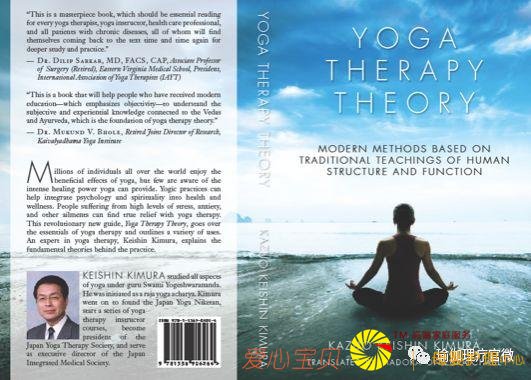 "This is a masterpiece book, which should be essential reading
for every yoga therapist, yoga instructor, health care professional,
and all patients with chronic diseases, all of whom will find
themselves coming back to the text time and time again for
deeper study and practice."
— DR. DILIP SARKAR, MD, FACS, CAP, Associate Professor
of Surgery (Retired), Eastern Virginia Medical School, President,
International Association of Yoga Therapists (IAYT)
"This is a book that will help people who have received modern
education—which emphasizes objectivity—to understand the
subjective and experiential knowledge connected to the Vedas
and Ayurveda, which is the foundation of yoga therapy theory."
— DR. MUKUND V. BHOLE, Retired Joint Director of Research,
Kaivalyadhama Yoga Institute
Millions of individuals all over the world enjoy the
beneficial effects of yoga, but few are aware of the
intense healing power yoga can provide. Yogic practices can
help integrate psychology and spirituality into health and
wellness. People suffering from high levels of stress, anxiety,
and other ailments can find true relief with yoga therapy.
This revolutionary new guide, Yoga Therapy Theory, goes over
the essentials of yoga therapy and outlines a variety of uses.
An expert in yoga therapy, Keishin Kimura, explains the
fundamental theories behind the practice.
KEISHIN KIMURA studied all aspects
of yoga under guru Swami Yogeshwarananda.
He was initiated as a raja yoga acharya. Kimura
went on to found the Japan Yoga Niketan,
start a series of yoga
therapy instructor
courses, become
president of the
Japan Yoga Therapy Society, and serve
as executive director of the Japan
Integrated Medical Society.
YOGA THERAPY THEORY
KAZUO KEISHIN KIMURA
YOGA
THERAPY
THEORY
MODERN METHODS BASED ON
TRADITIONAL TEACHINGS OF HUMAN
STRUCTURE AND FUNCTION
KAZUO KEISHIN KIMURA
爱心宝贝
TM
瑜伽理疗官微